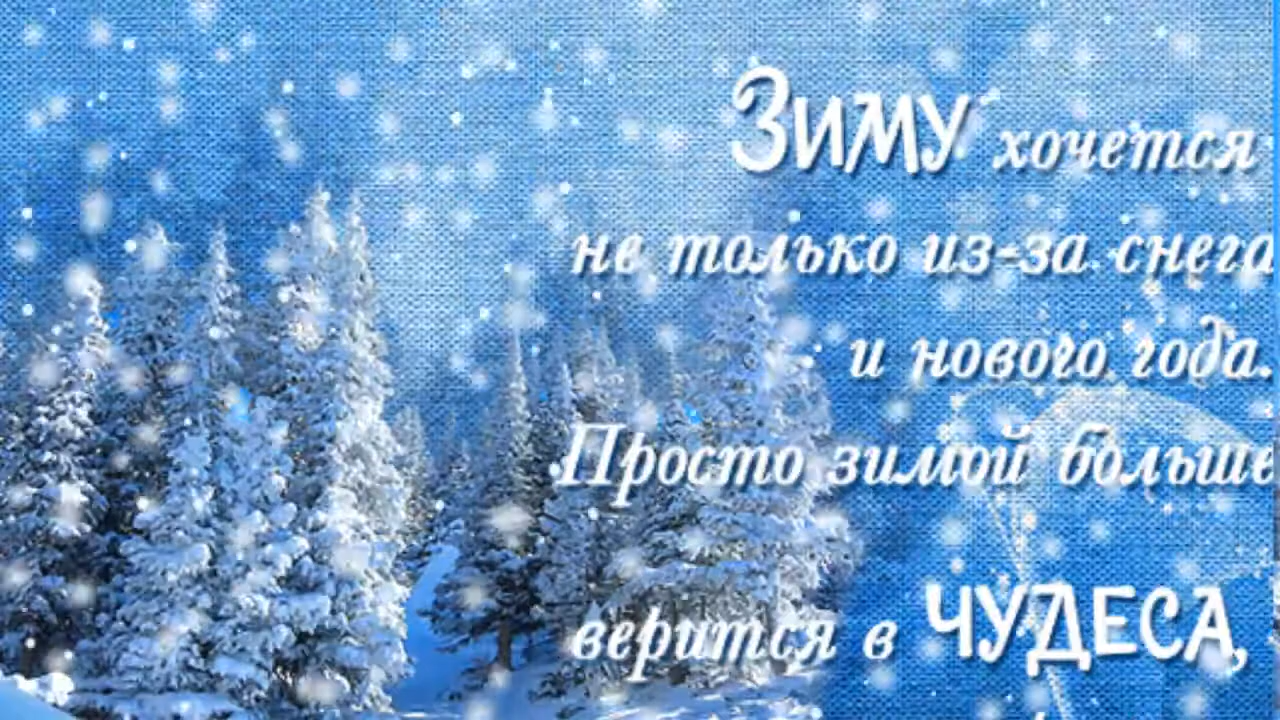 Зиму хочется
не только из-за снега
и нового года.
Просто зимой больше
верится в ЧУДЕСА,